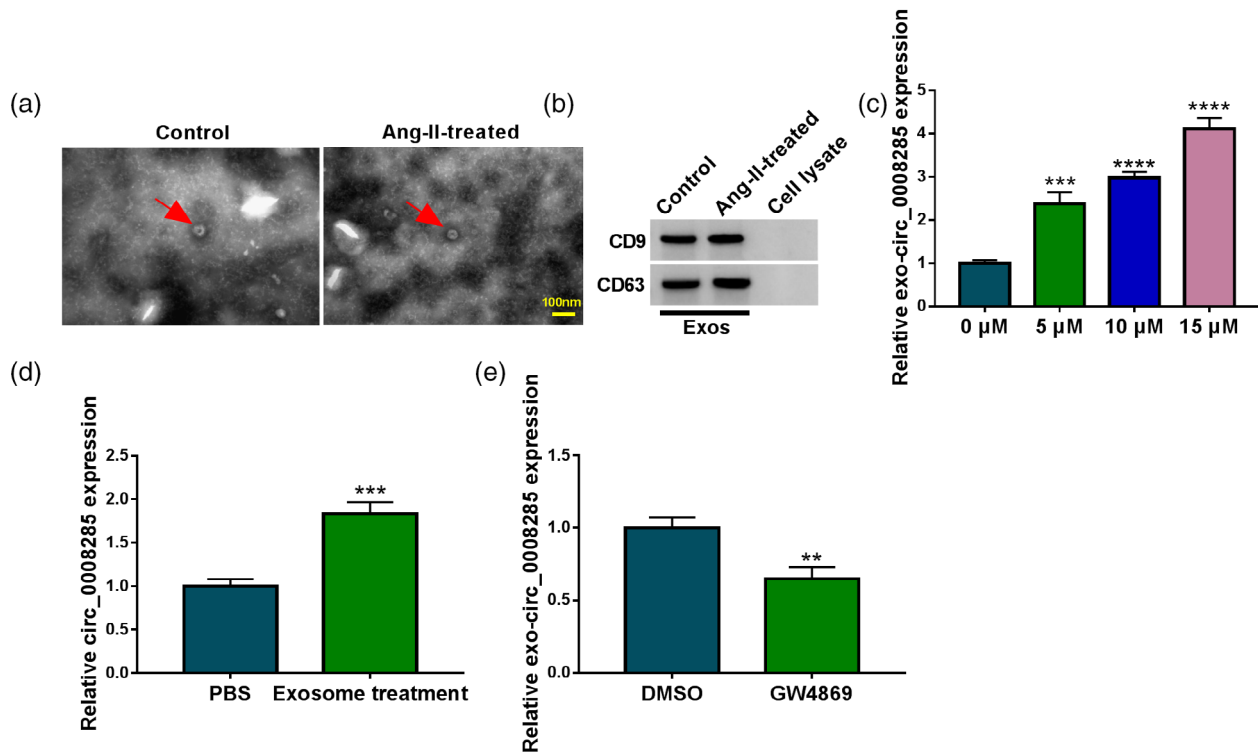 (a)
Control
Ang-II-treated
100nm
(b)
Control
Ang-II-treated
Cell lysate
CD9
CD63
Exos
(c)
Relative exo-circ_0008285 expression
5
4
3
2
1
0
***
****
****
0 µM
5 µM
10 µM
15 µM
(d)
Relative circ_0008285 expression
2.5
2.0
1.5
1.0
0.5
0.0
***
PBS
Exosome treatment
(e)
Relative exo-circ_0008285 expression
1.5
1.0
0.5
0.0
**
DMSO
GW4869